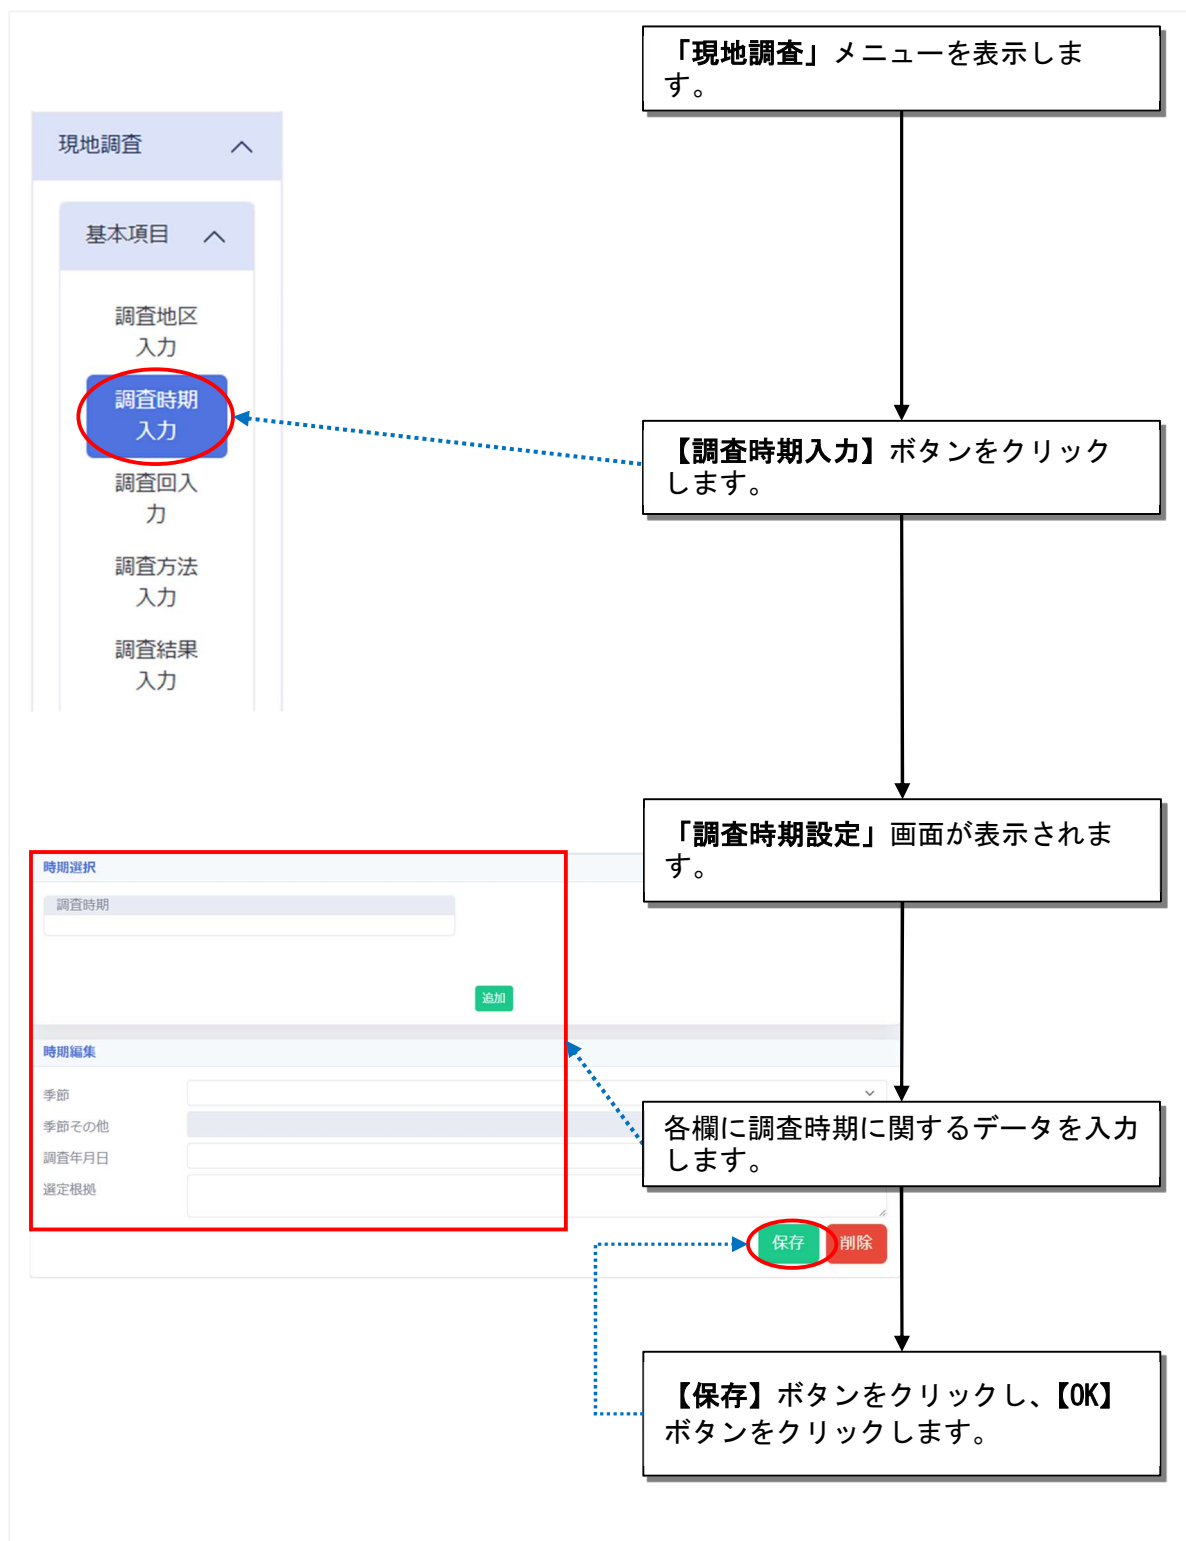 「現地調査」メニューを表示しま
す。
現地調査
基本項目
調査地区
入力
調査時期
入力
調査回入
力
調査方法
入力
調査結果
入力
【調査時期入力】ボタンをクリック
します。
「調査時期設定」画面が表示されま
す。
時期選択
調査時期
追加
時期編集
季節
季節その他
調査年月日
選定根拠
各欄に調査時期に関するデータを入力
します。
保存
削除
【保存】ボタンをクリックし、【OK】
ボタンをクリックします。